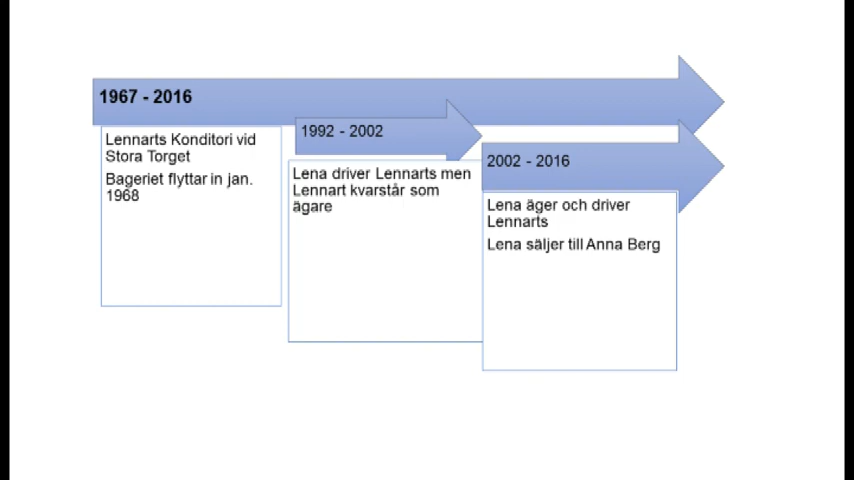 1967 - 2016
Lennarts Konditori vid
Stora Torget
Bageriet flyttar in jan.
1968
1992 - 2002
Lena driver Lennarts men
Lennart kvarstår som
ägare
2002 - 2016
Lena äger och driver
Lennarts
Lena säljer till Anna Berg